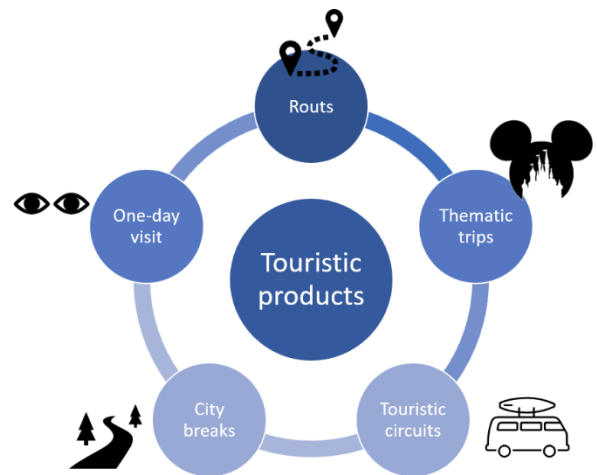 Routs
Thematic
trips
Touristic
circuits
City
breaks
One-day
visit
Touristic
products